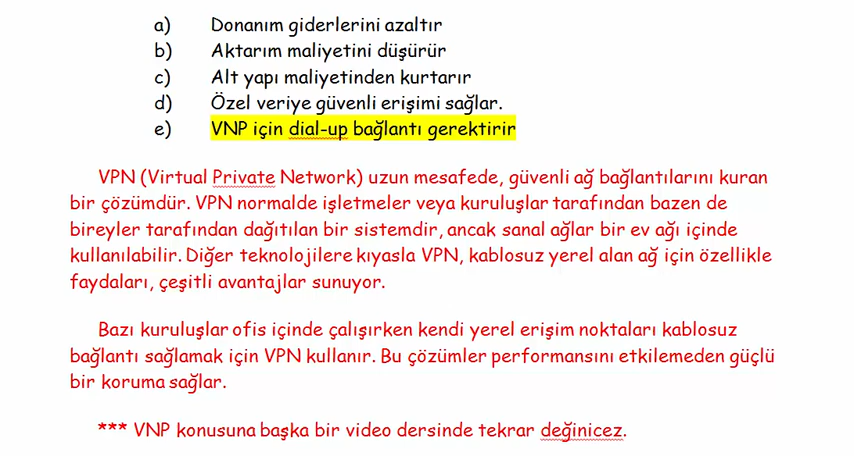 a) Donanım giderlerini azaltır
b) Aktarım maliyetini düşürür
c) Alt yapı maliyetinden kurtarır
d) Özel veriye güvenli erişimi sağlar.
e) VNP için dial-up bağlantı gerektirir
VPN (Virtual Private Network) uzun mesafede, güvenli ağ bağlantılarını kuran
bir çözümdür. VPN normalde işletmeler veya kuruluşlar tarafından bazen de
bireyler tarafından dağıtılan bir sistemdir, ancak sanal ağlar bir ev ağı içinde
kullanılabilir. Diğer teknolojilere kıyasla VPN, kablosuz yerel alan ağ için özellikle
faydaları, çeşitli avantajlar sunuyor.
Bazı kuruluşlar ofis içinde çalışırken kendi yerel erişim noktaları kablosuz
bağlantı sağlamak için VPN kullanır. Bu çözümler performansını etkilemeden güçlü
bir koruma sağlar.
*** VNP konusuna başka bir video dersinde tekrar değinicez.